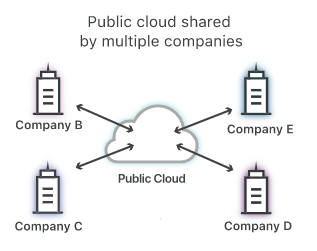 Public cloud shared
by multiple companies
Company B
Company E
Public Cloud
Company C
Company D